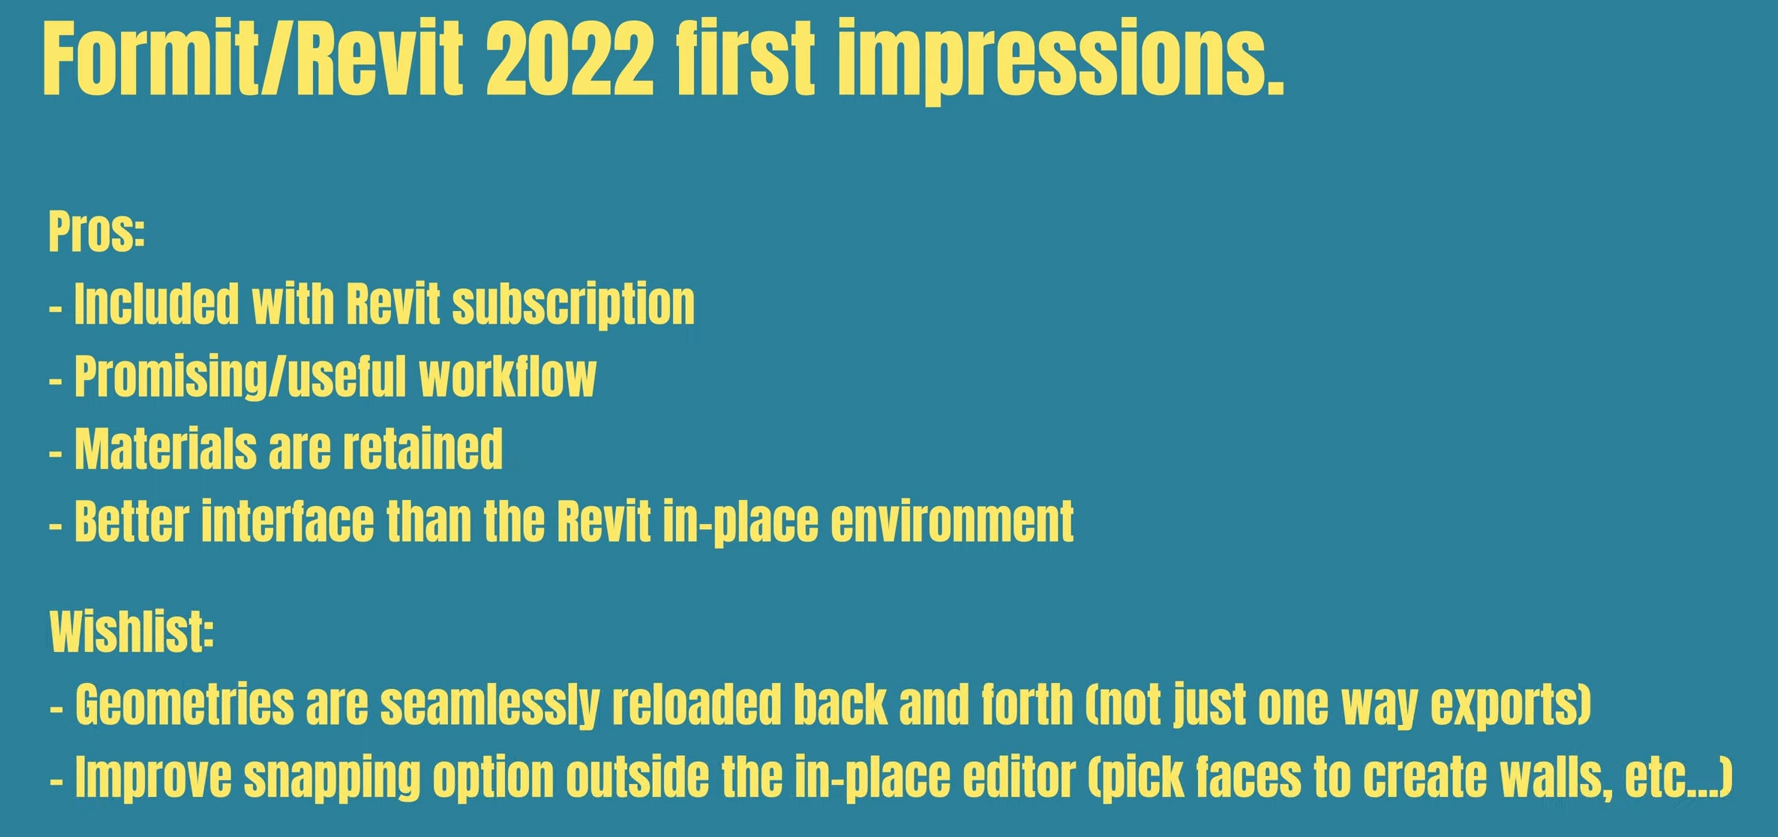 Formit/Revit 2022 first impressions.
Pros:
- Included with Revit subscription
- Promising/useful workflow
- Materials are retained
- Better interface than the Revit in-place environment
Wishlist:
- Geometries are seamlessly reloaded back and forth (not just one way exports)
- Improve snapping option outside the in-place editor (pick faces to create walls, etc...)